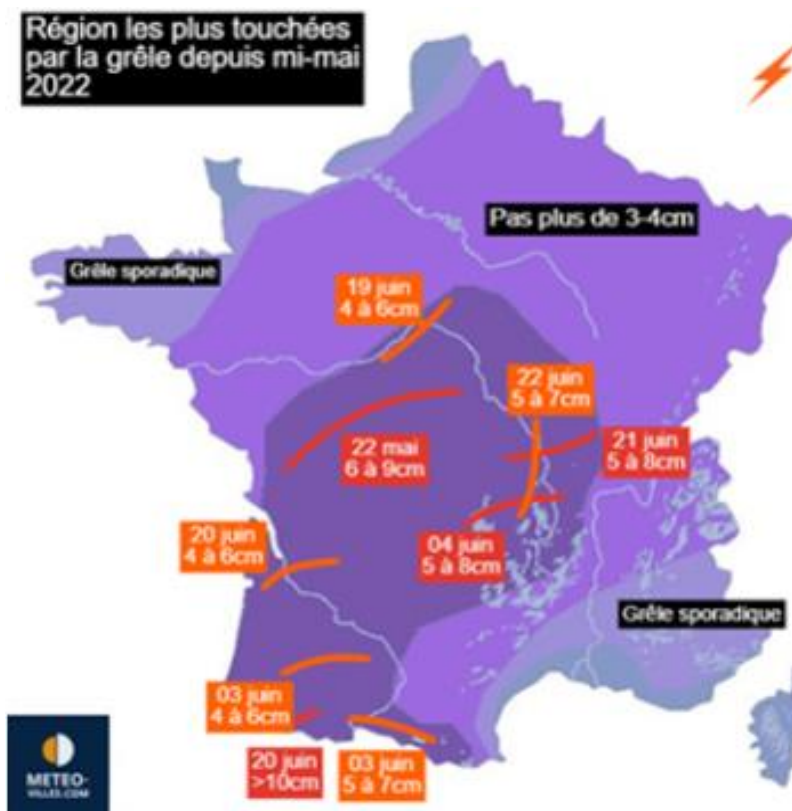 Région les plus touchées
par la grêle depuis mi-mai
2022
Pas plus de 3-4cm
Grêle sporadique
19 juin
4 à 6cm
22 juin
5 à 7cm
22 mai
6 à 9cm
21 juin
5 à 8cm
20 juin
4 à 6cm
04 juin
5 à 8cm
Grêle sporadique
03 juin
4 à 6cm
20 juin
>10cm
03 juin
5 à 7cm
METEO-
VILLES.COM